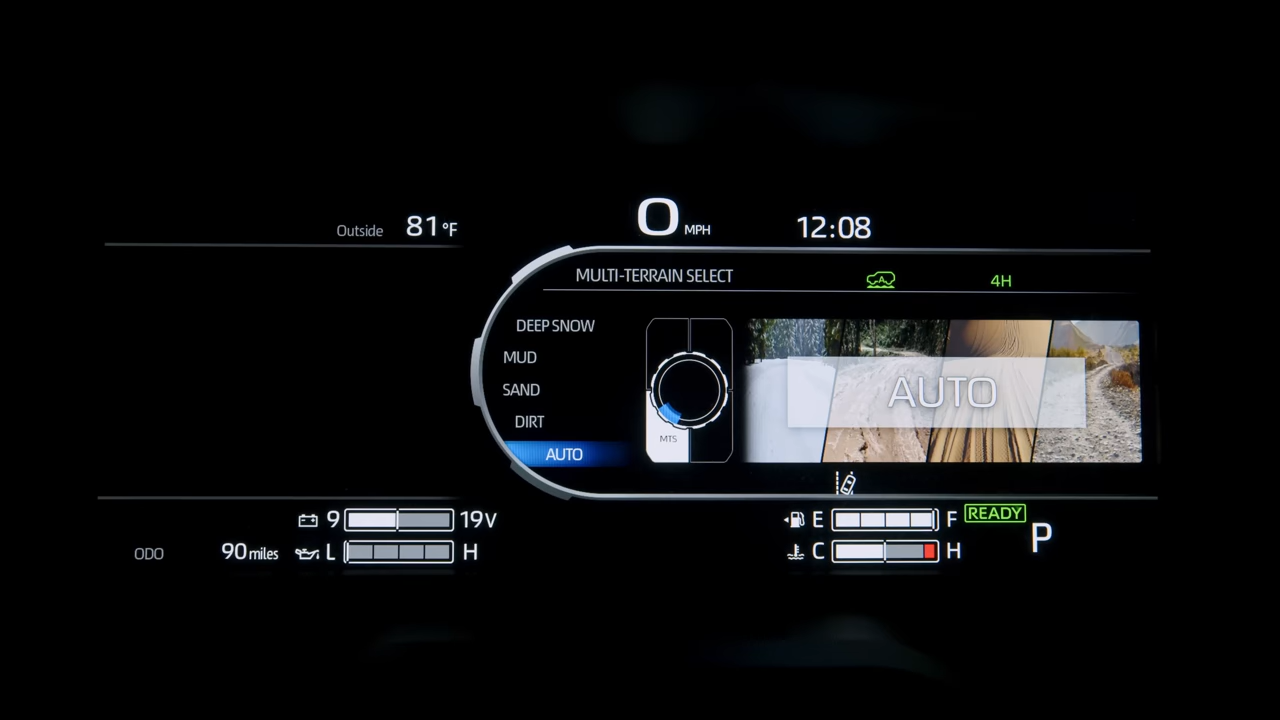 Outside 81°F
0 MPH
12:08
MULTI-TERRAIN SELECT
A
4H
DEEP SNOW
MUD
SAND
DIRT
AUTO
MTS
AUTO
9 19V
E F
READY
P
ODO 90 miles
L H
C H